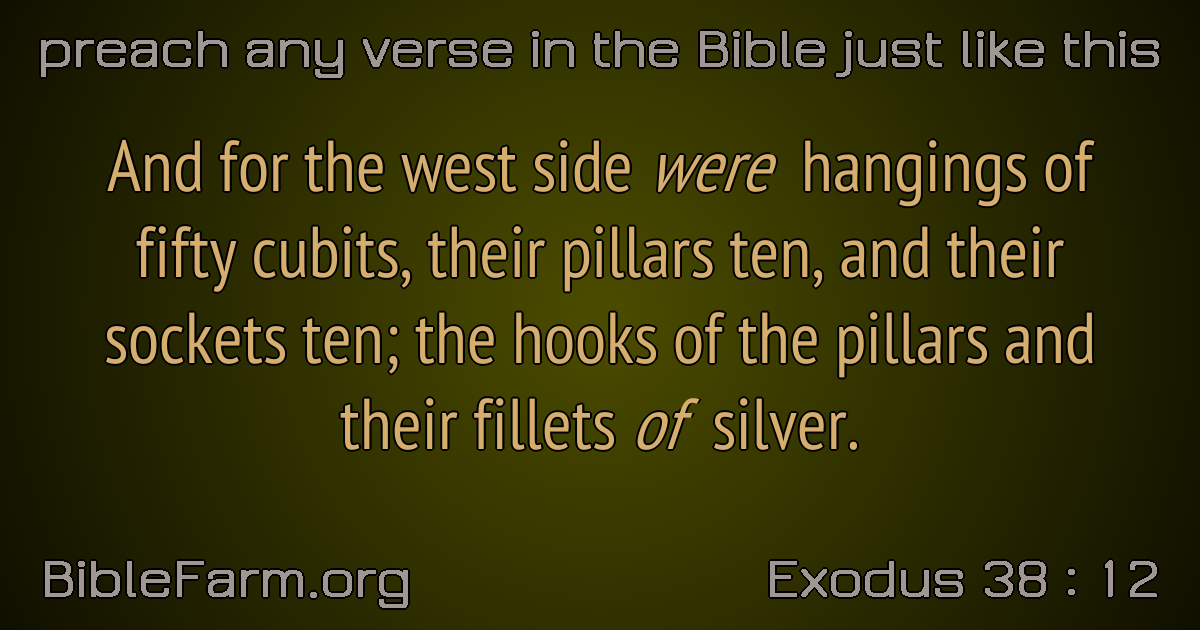 preach any verse in the Bible just like this
And for the west side were hangings of
fifty cubits, their pillars ten, and their
sockets ten; the hooks of the pillars and
their fillets of silver.
BibleFarm.org
Exodus 38 : 12